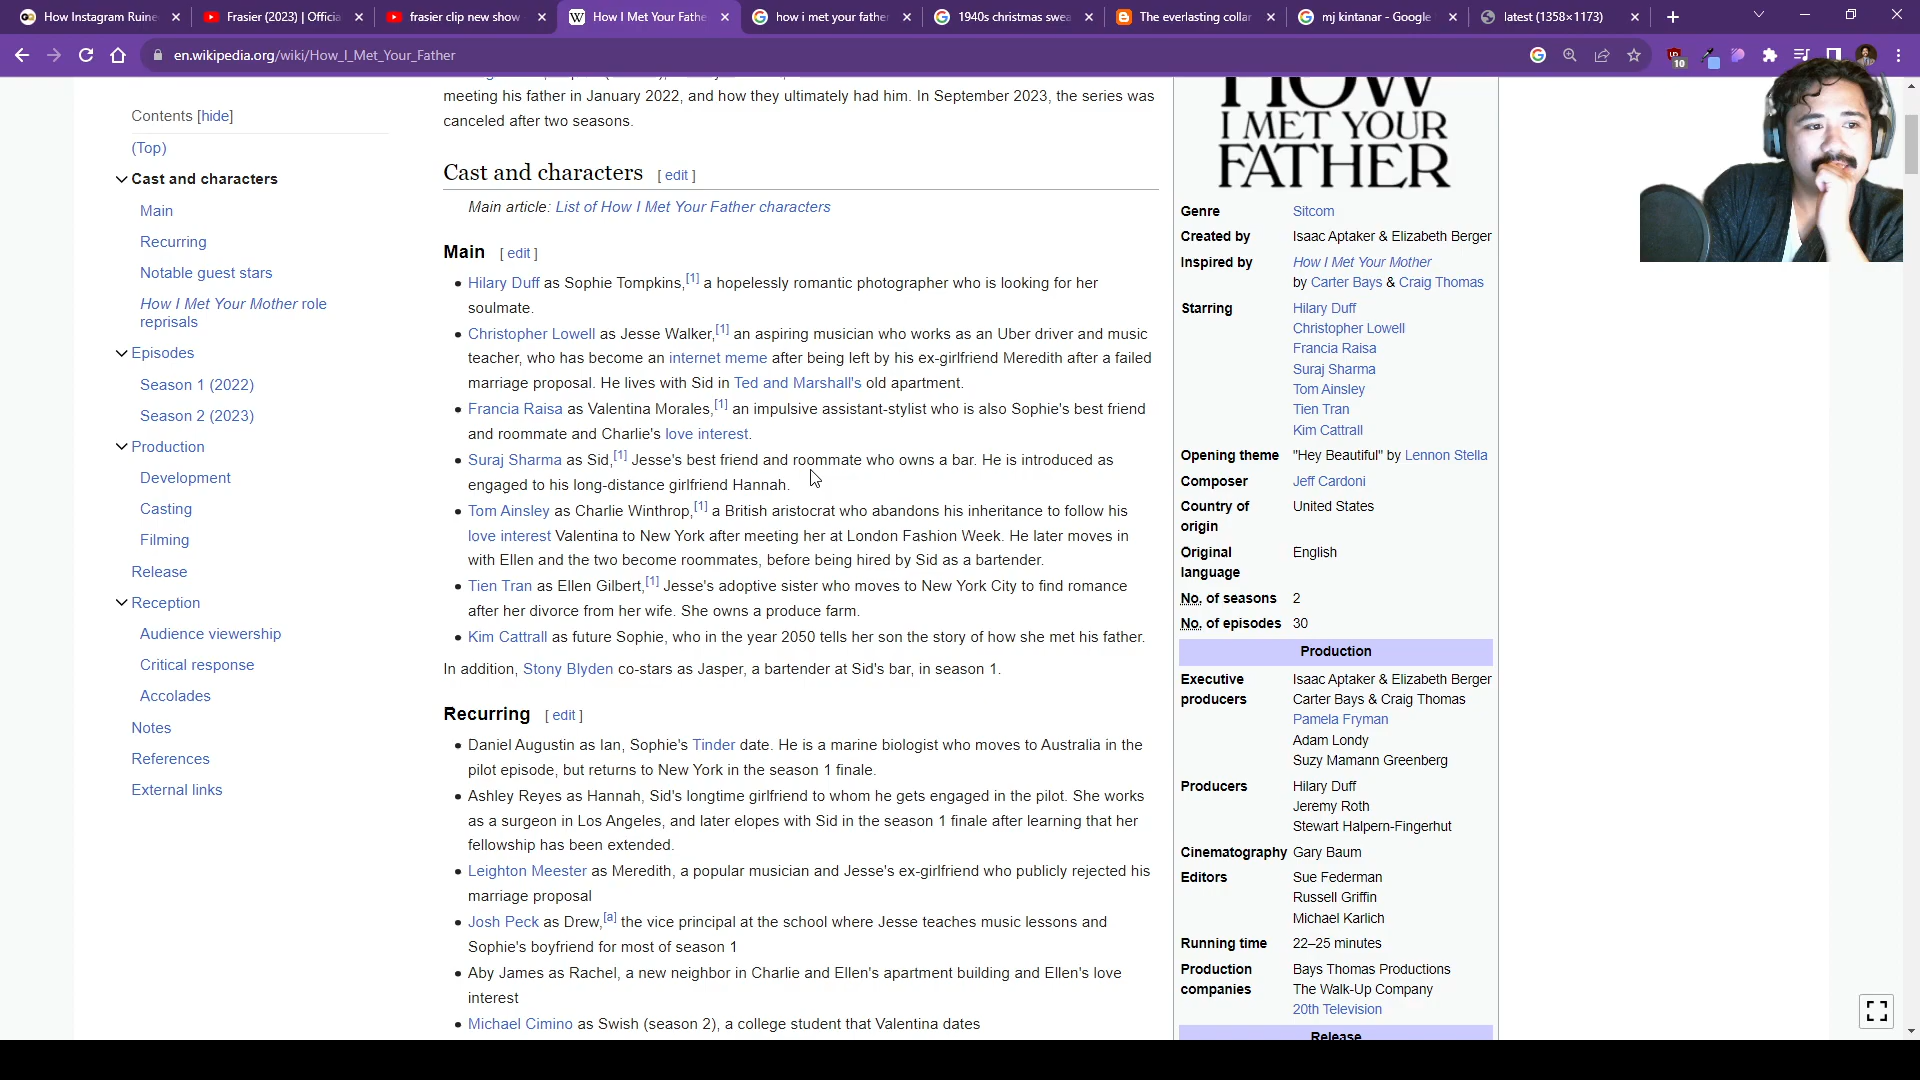 How Instagram Ruine
Frasier (2023) | Officia
frasier clip new show
How I Met Your Fathe
how i met your father
1940s christmas swea
The everlasting collar
mj kintanar - Google
latest (1358×1173)
en.wikipedia.org/wiki/How_I_Met_Your_Father
10
Contents [hide]
(Top)
Cast and characters
Main
Recurring
Notable guest stars
How I Met Your Mother role
reprisals
Episodes
Season 1 (2022)
Season 2 (2023)
Production
Development
Casting
Filming
Release
Reception
Audience viewership
Critical response
Accolades
Notes
References
External links
meeting his father in January 2022, and how they ultimately had him. In September 2023, the series was
canceled after two seasons.
Cast and characters [ edit ]
Main article: List of How I Met Your Father characters
Main [ edit ]
• Hilary Duff as Sophie Tompkins,[1] a hopelessly romantic photographer who is looking for her
soulmate.
• Christopher Lowell as Jesse Walker,[1] an aspiring musician who works as an Uber driver and music
teacher, who has become an internet meme after being left by his ex-girlfriend Meredith after a failed
marriage proposal. He lives with Sid in Ted and Marshall's old apartment.
• Francia Raisa as Valentina Morales,[1] an impulsive assistant-stylist who is also Sophie's best friend
and roommate and Charlie's love interest.
• Suraj Sharma as Sid,[1] Jesse's best friend and roommate who owns a bar. He is introduced as
engaged to his long-distance girlfriend Hannah.
• Tom Ainsley as Charlie Winthrop,[1] a British aristocrat who abandons his inheritance to follow his
love interest Valentina to New York after meeting her at London Fashion Week. He later moves in
with Ellen and the two become roommates, before being hired by Sid as a bartender.
• Tien Tran as Ellen Gilbert,[1] Jesse's adoptive sister who moves to New York City to find romance
after her divorce from her wife. She owns a produce farm.
• Kim Cattrall as future Sophie, who in the year 2050 tells her son the story of how she met his father.
In addition, Stony Blyden co-stars as Jasper, a bartender at Sid's bar, in season 1.
Recurring [ edit ]
• Daniel Augustin as Ian, Sophie's Tinder date. He is a marine biologist who moves to Australia in the
pilot episode, but returns to New York in the season 1 finale.
• Ashley Reyes as Hannah, Sid's longtime girlfriend to whom he gets engaged in the pilot. She works
as a surgeon in Los Angeles, and later elopes with Sid in the season 1 finale after learning that her
fellowship has been extended.
• Leighton Meester as Meredith, a popular musician and Jesse's ex-girlfriend who publicly rejected his
marriage proposal
• Josh Peck as Drew,[a] the vice principal at the school where Jesse teaches music lessons and
Sophie's boyfriend for most of season 1
• Aby James as Rachel, a new neighbor in Charlie and Ellen's apartment building and Ellen's love
interest
• Michael Cimino as Swish (season 2), a college student that Valentina dates
HOW
I MET YOUR
FATHER
Genre Sitcom
Created by Isaac Aptaker & Elizabeth Berger
Inspired by How I Met Your Mother
by Carter Bays & Craig Thomas
Starring Hilary Duff
Christopher Lowell
Francia Raisa
Suraj Sharma
Tom Ainsley
Tien Tran
Kim Cattrall
Opening theme "Hey Beautiful" by Lennon Stella
Composer Jeff Cardoni
Country of United States
origin
Original English
language
No. of seasons 2
No. of episodes 30
Production
Executive Isaac Aptaker & Elizabeth Berger
producers Carter Bays & Craig Thomas
Pamela Fryman
Adam Londy
Suzy Mamann Greenberg
Producers Hilary Duff
Jeremy Roth
Stewart Halpern-Fingerhut
Cinematography Gary Baum
Editors Sue Federman
Russell Griffin
Michael Karlich
Running time 22–25 minutes
Production Bays Thomas Productions
companies The Walk-Up Company
20th Television
Release